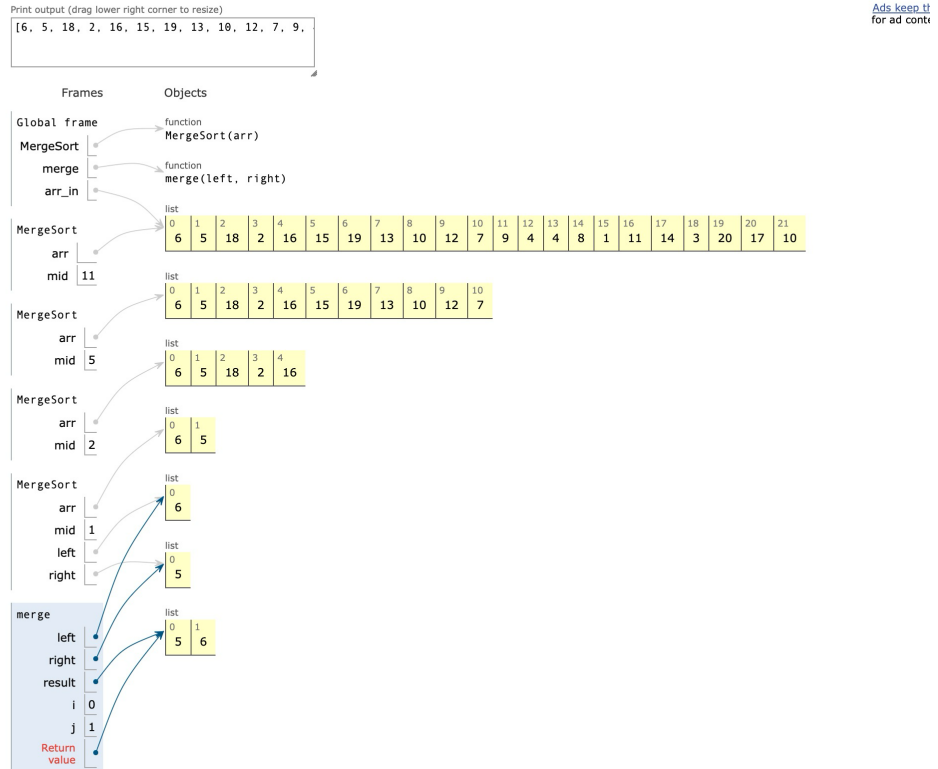 Print output (drag lower right corner to resize)
Ads keep th
for ad conte
[6, 5, 18, 2, 16, 15, 19, 13, 10, 12, 7, 9,
Frames Objects
Global frame
MergeSort
merge
arr_in
function
MergeSort(arr)
function
merge(left, right)
list
0 1 2 3 4 5 6 7 8 9 10 11 12 13 14 15 16 17 18 19 20 21
6 5 18 2 16 15 19 13 10 12 7 9 4 4 8 1 11 14 3 20 17 10
MergeSort
arr
mid 11
list
0 1 2 3 4 5 6 7 8 9 10
6 5 18 2 16 15 19 13 10 12 7
MergeSort
arr
mid 5
list
0 1 2 3 4
6 5 18 2 16
MergeSort
arr
mid 2
list
0 1
6 5
MergeSort
arr
mid 1
left
right
list
0
6
list
0
5
merge
left
right
result
i 0
j 1
Return
value
list
0 1
5 6